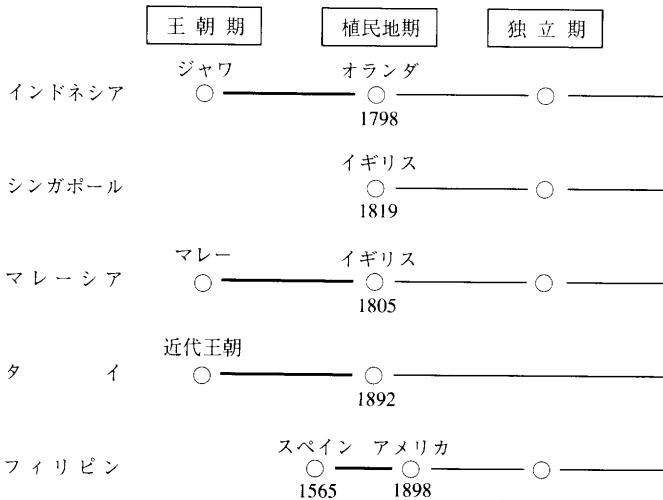 王朝期 植民地期 独立期
ジャワ オランダ
インドネシア
1798
イギリス
シンガポール
1819
マレー イギリス
マレーシア
1805
近代王朝
タイ
1892
スペイン アメリカ
フィリピン
1565 1898